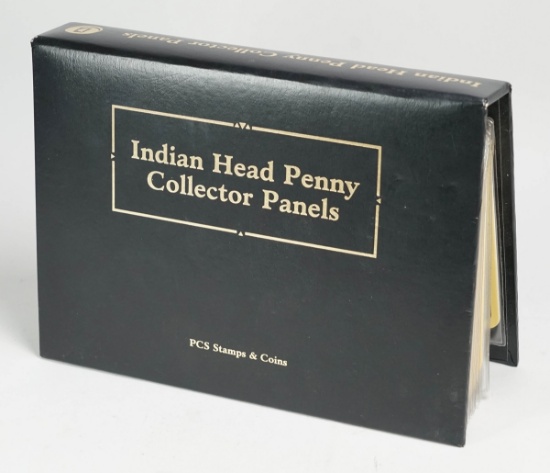 Indian Head Penny Collector Panels
Indian Head Penny
Collector Panels
PCS Stamps & Coins